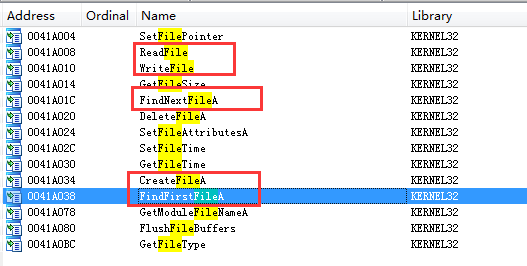 Address Ordinal Name Library
0041A004 SetFilePointer KERNEL32
0041A008 ReadFile KERNEL32
0041A010 WriteFile KERNEL32
0041A014 GetFileSize KERNEL32
0041A01C FindNextFileA KERNEL32
0041A020 DeleteFileA KERNEL32
0041A024 SetFileAttributesA KERNEL32
0041A02C SetFileTime KERNEL32
0041A030 GetFileTime KERNEL32
0041A034 CreateFileA KERNEL32
0041A038 FindFirstFileA KERNEL32
0041A078 GetModuleFileNameA KERNEL32
0041A080 FlushFileBuffers KERNEL32
0041A0BC GetFileType KERNEL32